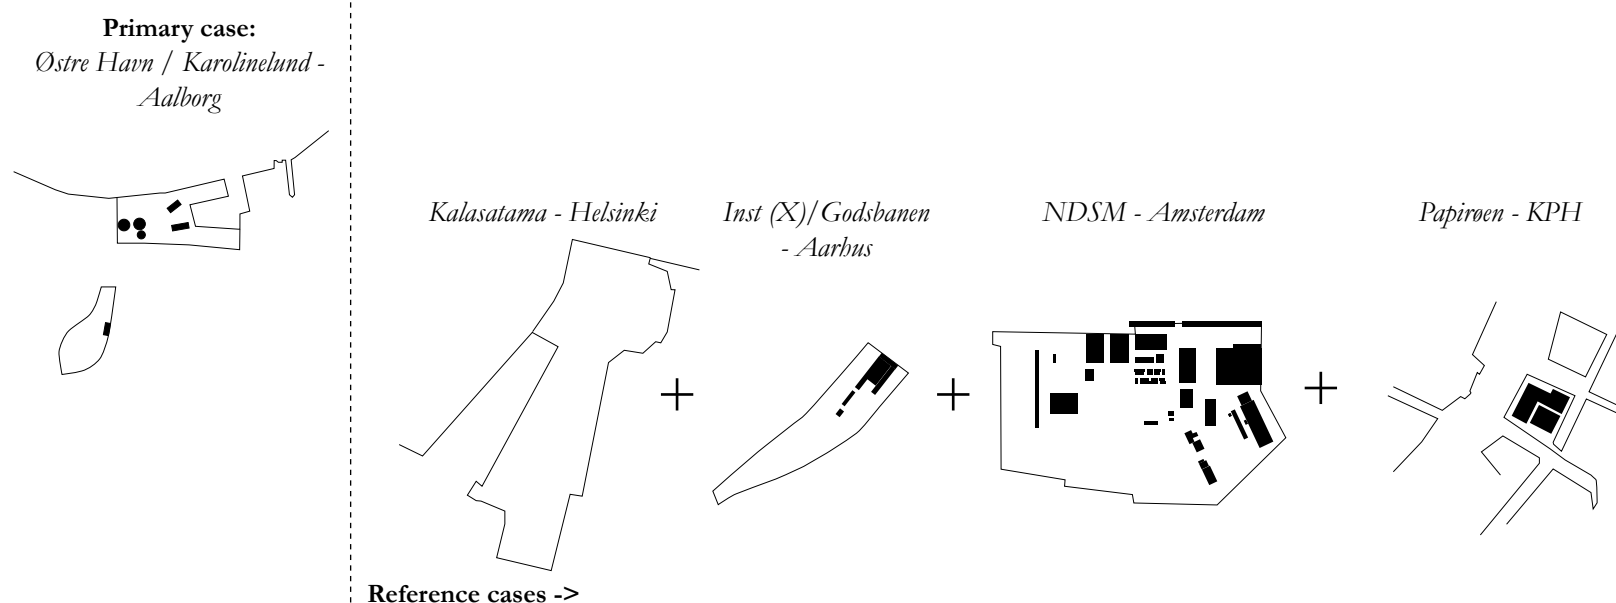 Primary case:
Østre Havn / Karolinelund -
Aalborg
Kalasatama - Helsinki
Inst (X)/Godsbanen
- Aarhus
NDSM - Amsterdam
Papirøen - KPH
+
+
+
Reference cases ->